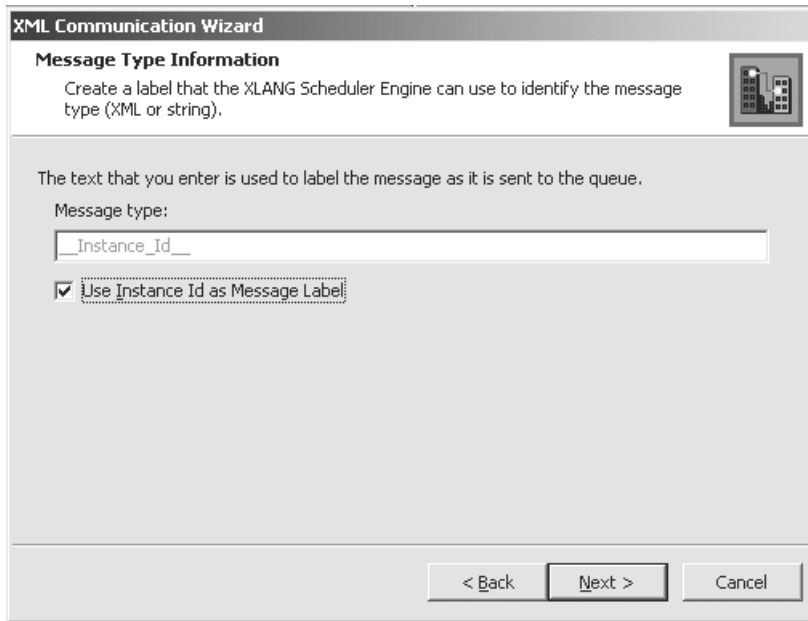 XML Communication Wizard
Message Type Information
Create a label that the XLANG Scheduler Engine can use to identify the message
type (XML or string).
The text that you enter is used to label the message as it is sent to the queue.
Message type:
__Instance_Id__
Use Instance Id as Message Label
< Back Next > Cancel